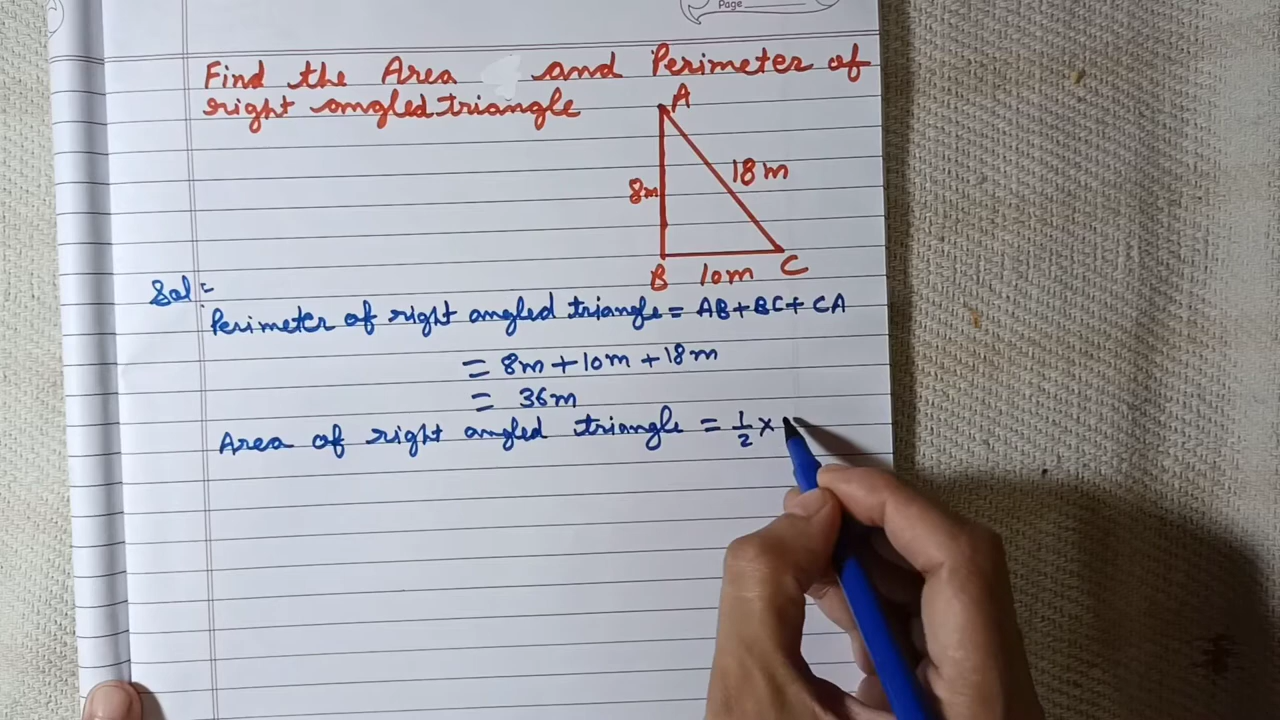 Page
Find the Area and Perimeter of
right angled triangle
A
8m
18m
B
10m
C
Sol=
Perimeter of right angled triangle = AB+BC+CA
= 8m+10m+18m
= 36m
Area of right angled triangle = 1/2 ×